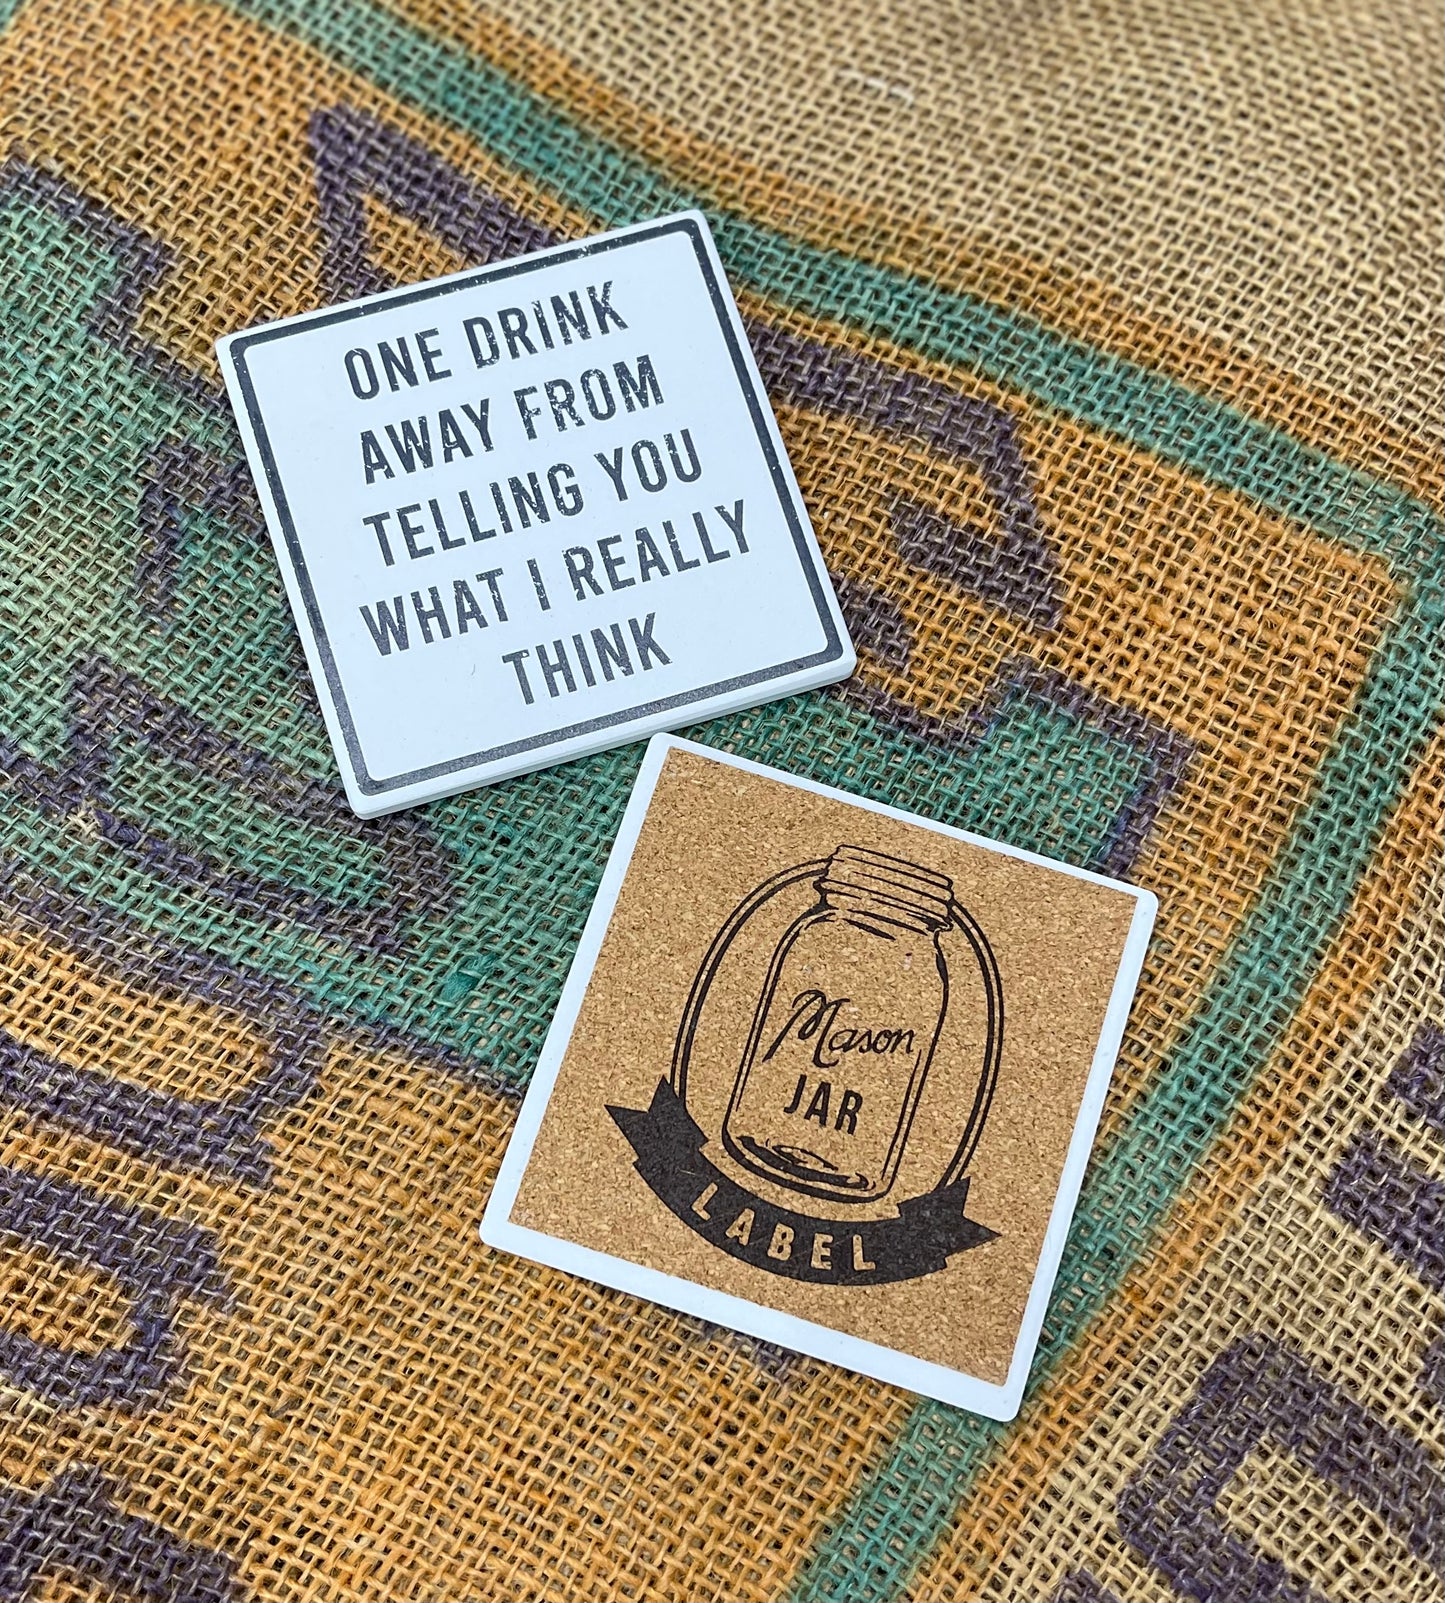 ONE DRINK
AWAY FROM
TELLING YOU
WHAT I REALLY
THINK
Mason
JAR
LABEL